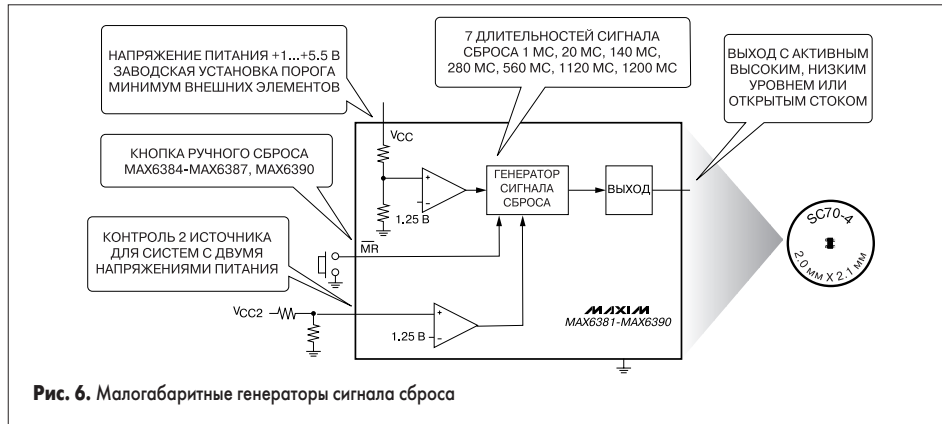 НАПРЯЖЕНИЕ ПИТАНИЯ +1...+5.5 В
ЗАВОДСКАЯ УСТАНОВКА ПОРОГА
МИНИМУМ ВНЕШНИХ ЭЛЕМЕНТОВ
7 ДЛИТЕЛЬНОСТЕЙ СИГНАЛА
СБРОСА 1 МС, 20 МС, 140 МС,
280 МС, 560 МС, 1120 МС, 1200 МС
ВЫХОД С АКТИВНЫМ
ВЫСОКИМ, НИЗКИМ
УРОВНЕМ ИЛИ
ОТКРЫТЫМ СТОКОМ
КНОПКА РУЧНОГО СБРОСА
MAX6384-MAX6387, MAX6390
КОНТРОЛЬ 2 ИСТОЧНИКА
ДЛЯ СИСТЕМ С ДВУМЯ
НАПРЯЖЕНИЯМИ ПИТАНИЯ
VCC
+
−
1.25 В
ГЕНЕРАТОР
СИГНАЛА
СБРОСА
ВЫХОД
MR
VCC2
+
−
1.25 В
MAXIM
MAX6381-MAX6390
SC70-4
2.0 мм X 2.1 мм
Рис. 6. Малогабаритные генераторы сигнала сброса